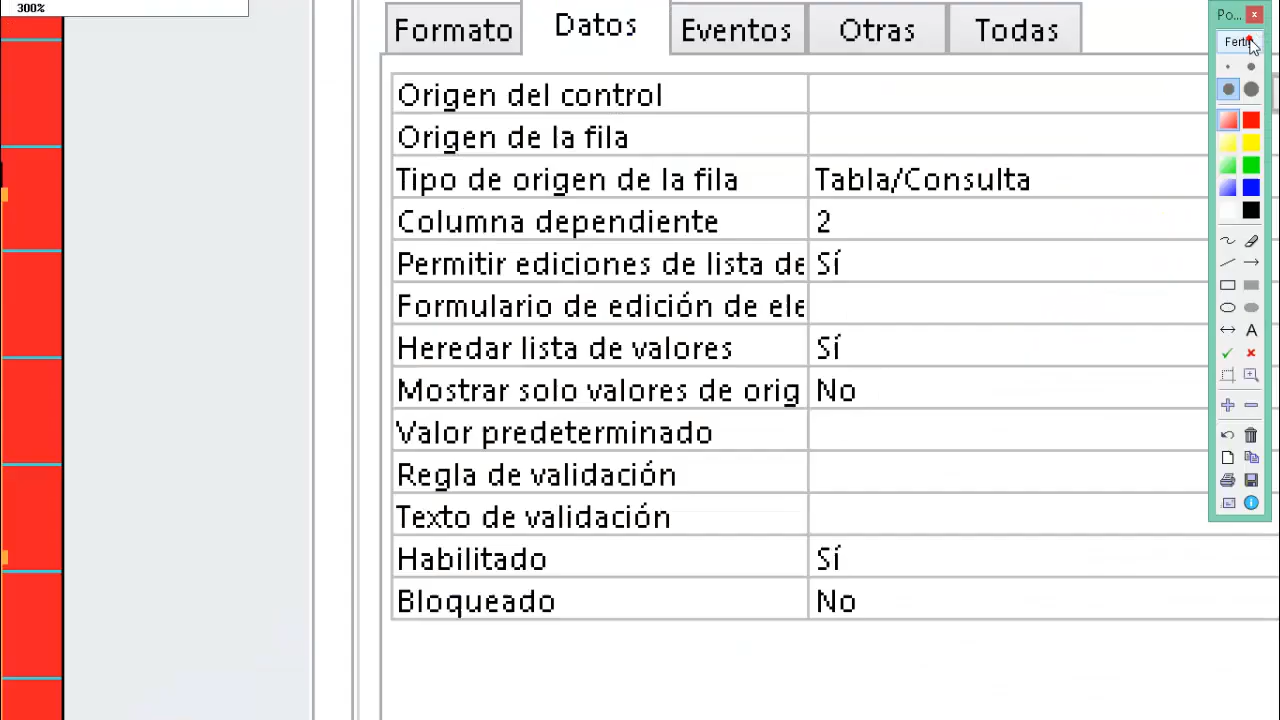 300%
Formato Datos Eventos Otras Todas
Origen del control
Origen de la fila
Tipo de origen de la fila Tabla/Consulta
Columna dependiente 2
Permitir ediciones de lista de Sí
Formulario de edición de ele
Heredar lista de valores Sí
Mostrar solo valores de orig No
Valor predeterminado
Regla de validación
Texto de validación
Habilitado Sí
Bloqueado No
Po...
A